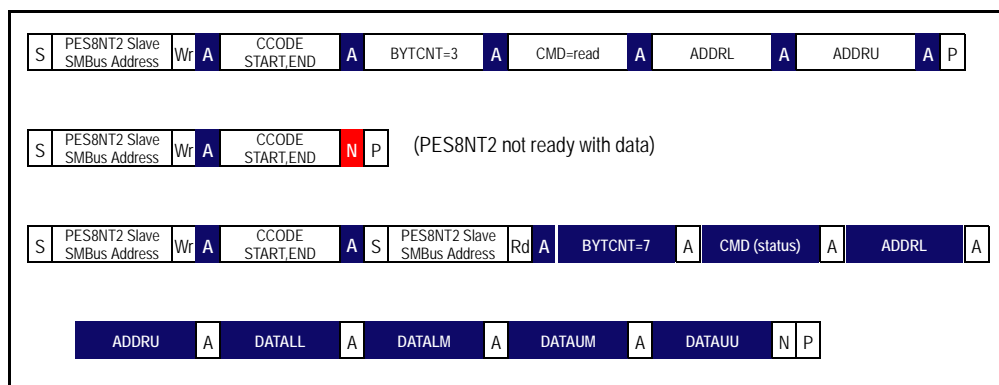 S PES8NT2 Slave SMBus Address Wr A CCODE START,END A BYTCNT=3 A CMD=read A ADDRL A ADDRU A P
S PES8NT2 Slave SMBus Address Wr A CCODE START,END N P (PES8NT2 not ready with data)
S PES8NT2 Slave SMBus Address Wr A CCODE START,END A S PES8NT2 Slave SMBus Address Rd A BYTCNT=7 A CMD (status) A ADDRL A
ADDRU A DATALL A DATALM A DATAUM A DATAUU N P